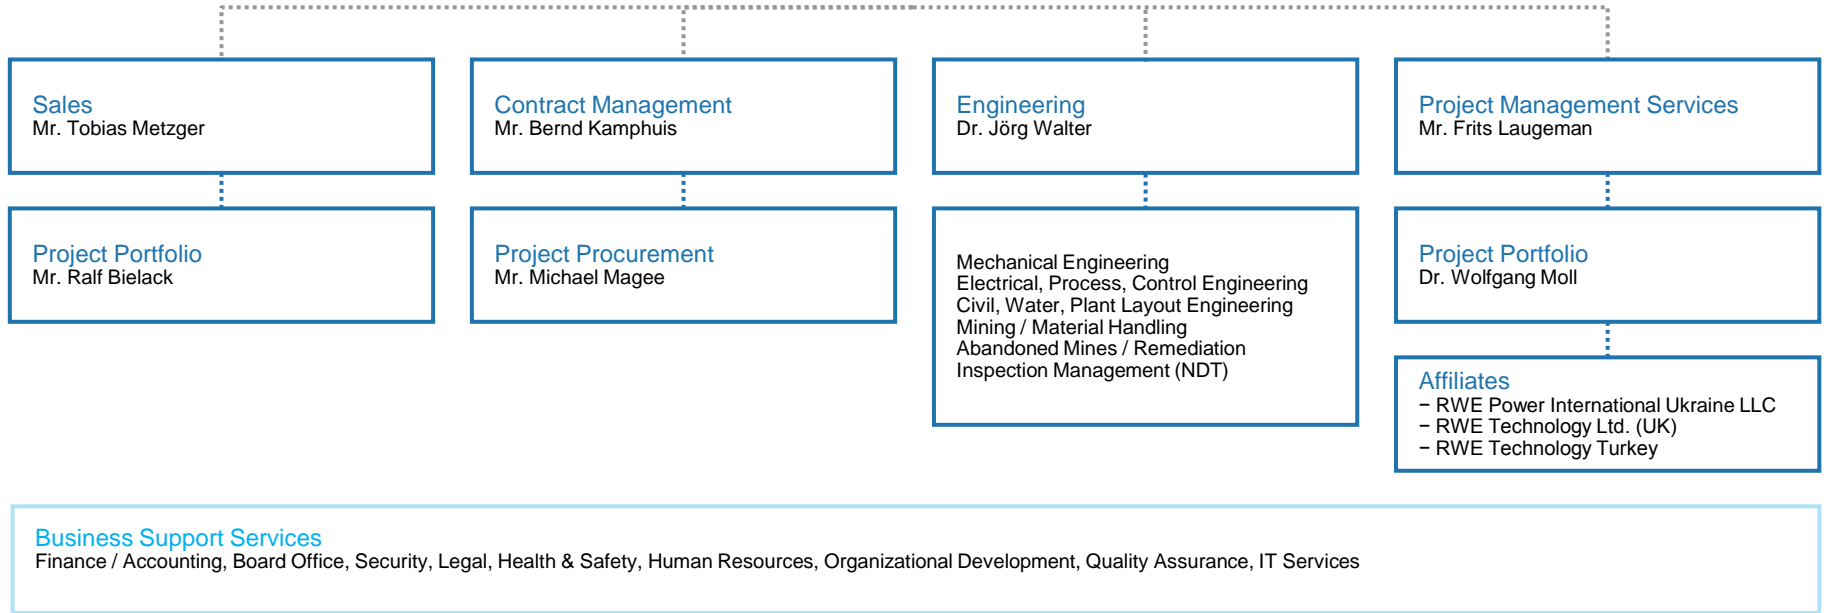 Sales
Mr. Tobias Metzger
Contract Management
Mr. Bernd Kamphuis
Engineering
Dr. Jörg Walter
Project Management Services
Mr. Frits Laugeman
Project Portfolio
Mr. Ralf Bielack
Project Procurement
Mr. Michael Magee
Mechanical Engineering
Electrical, Process, Control Engineering
Civil, Water, Plant Layout Engineering
Mining / Material Handling
Abandoned Mines / Remediation
Inspection Management (NDT)
Project Portfolio
Dr. Wolfgang Moll
Affiliates
− RWE Power International Ukraine LLC
− RWE Technology Ltd. (UK)
− RWE Technology Turkey
Business Support Services
Finance / Accounting, Board Office, Security, Legal, Health & Safety, Human Resources, Organizational Development, Quality Assurance, IT Services